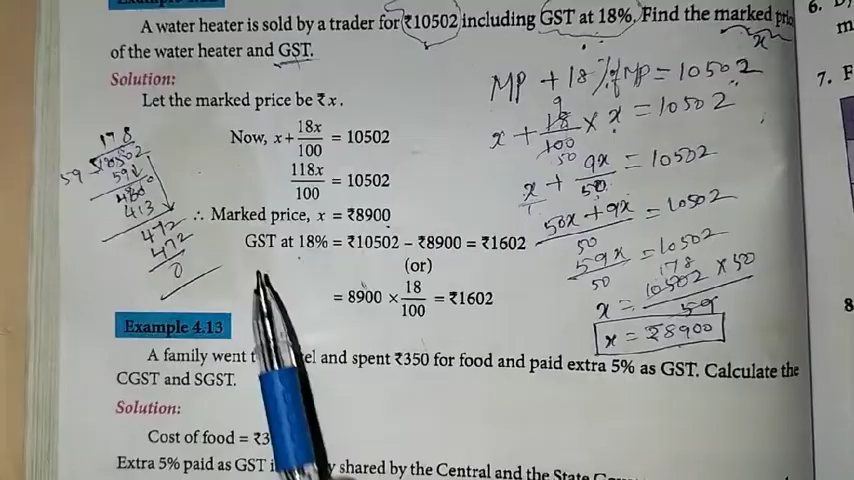 A water heater is sold by a trader for ₹10502 including GST at 18%. Find the marked
of the water heater and GST.
x
Solution:
Let the marked price be ₹x.
Now, x + 18x/100 = 10502
118x/100 = 10502
∴ Marked price, x = ₹8900
GST at 18% = ₹10502 − ₹8900 = ₹1602
(or)
= 8900 × 18/100 = ₹1602
MP + 18% of MP = 10502
x + 18/100 × x = 10502
9
50
x/1 + 9x/50 = 10502
50x + 9x/50 = 10502
59x/50 = 10502
178
x = 10502 × 50/59
x = ₹8900
178
59
10502
59
413
472
472
0
Example 4.13
A family went and spent ₹350 for food and paid extra 5% as GST. Calculate the
CGST and SGST.
Solution:
Cost of food = ₹3
Extra 5% paid as GST shared by the Central and the State
6.
m
7. F
8